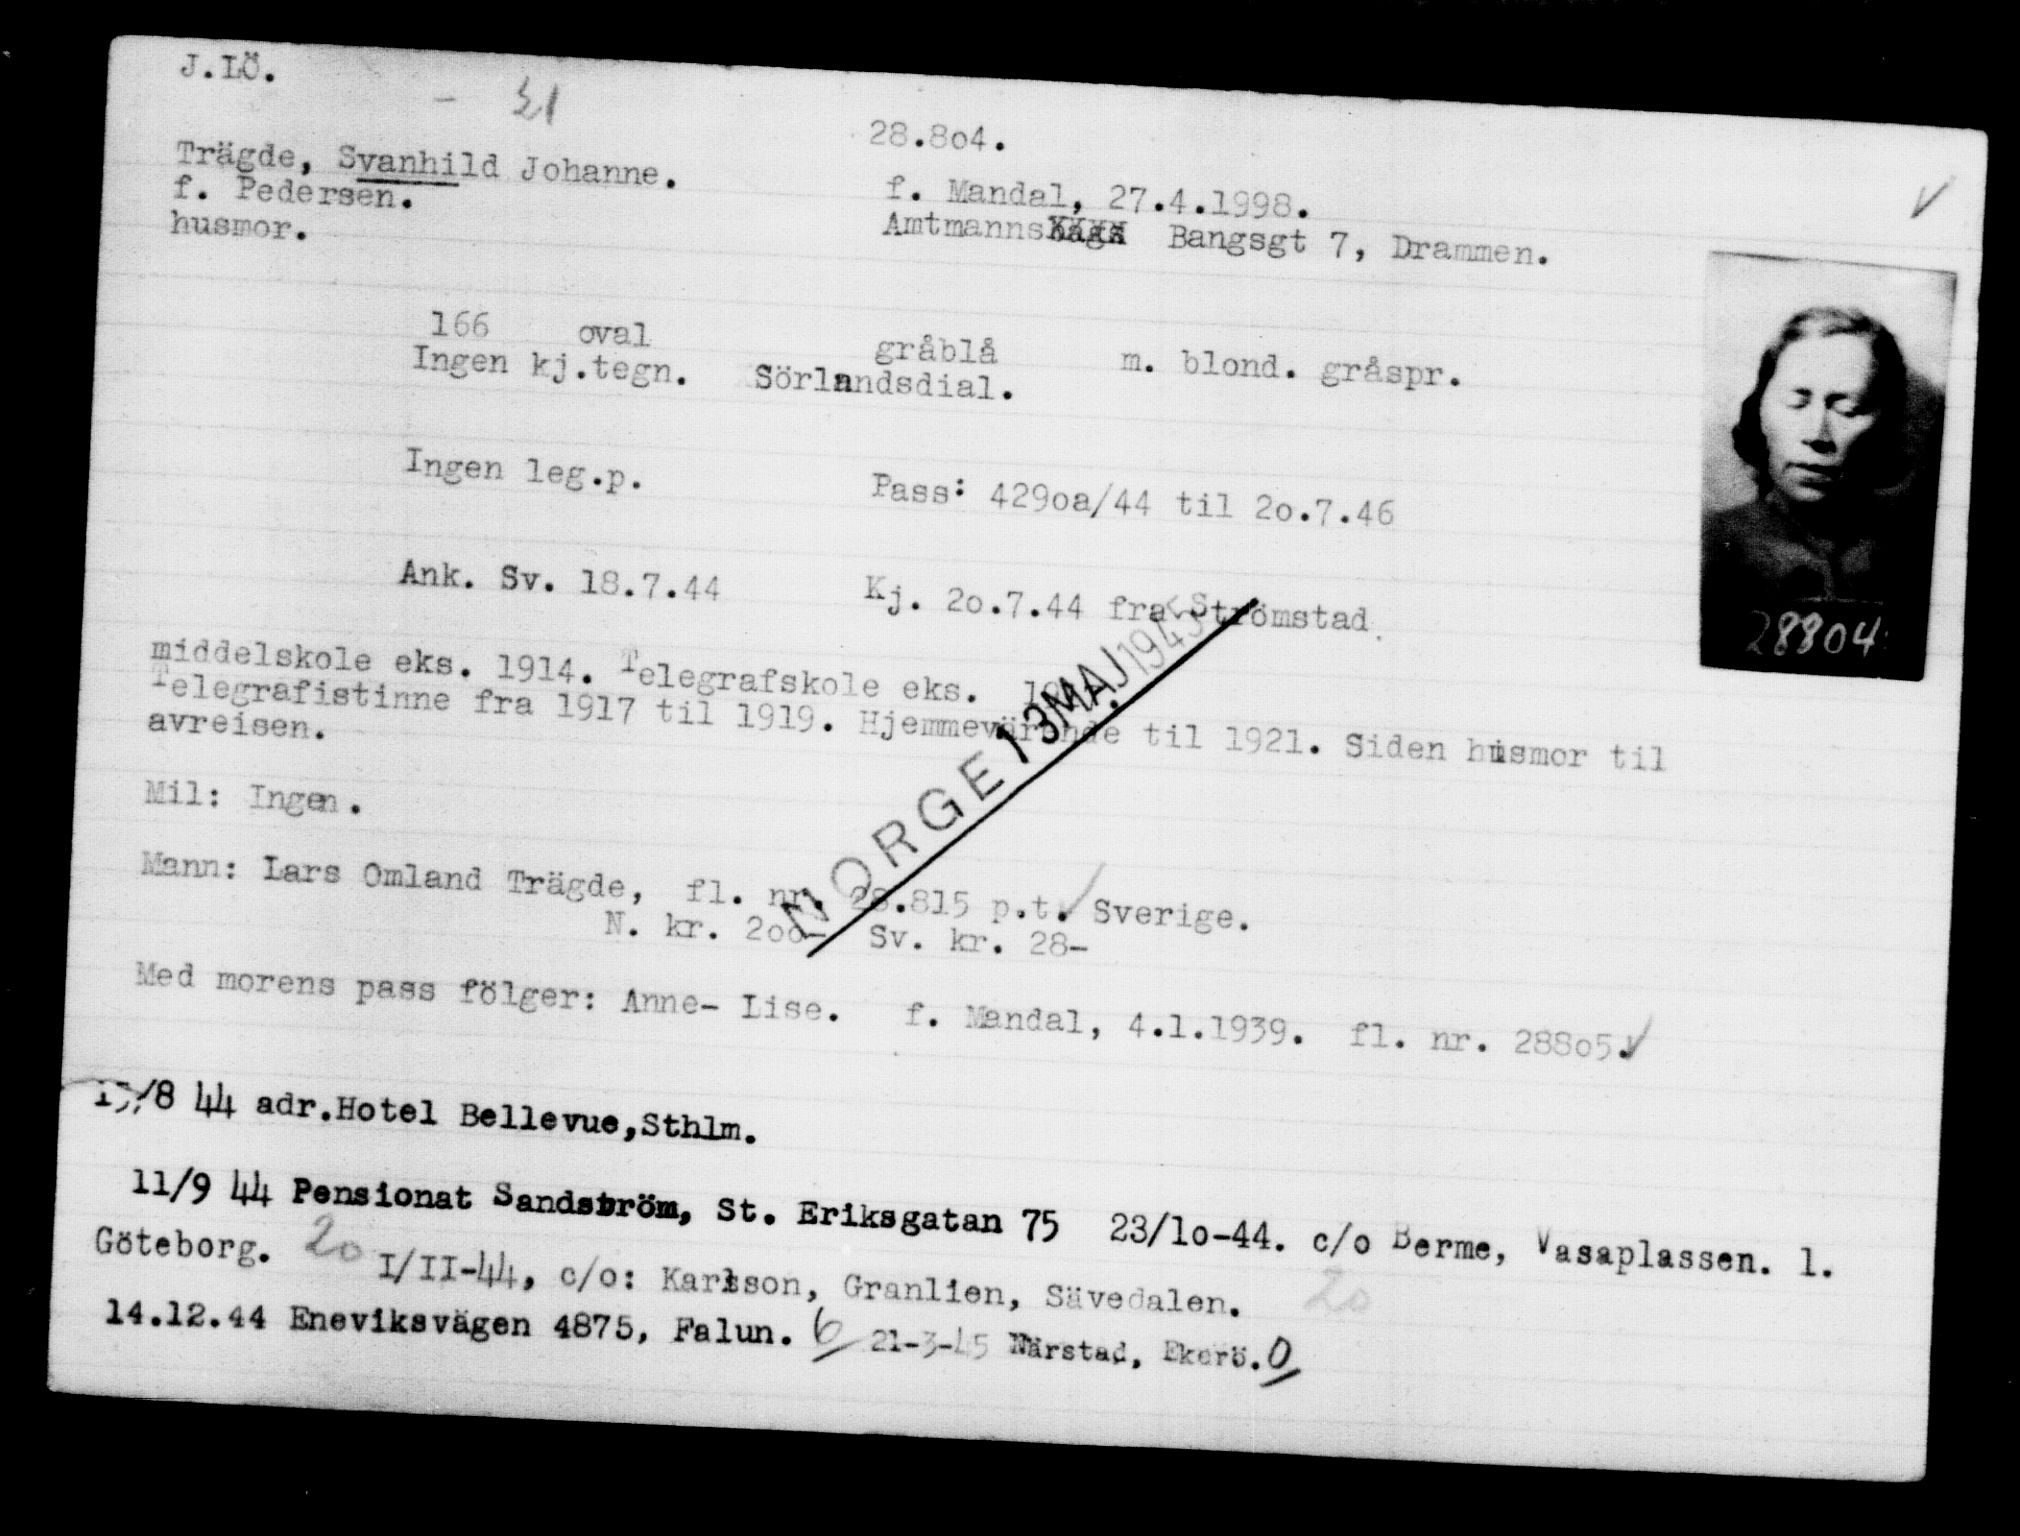 J.LÖ.
- 21
28.8o4.
Trägde, Svanhild Johanne.
f. Pedersen.
husmor.
f. Mandal, 27.4.1998.
Amtmanns Bangsgt 7, Drammen.
166 oval gråblå m. blond. gråspr.
Ingen kj.tegn. Sörlandsdial.
Ingen leg.p. Pass: 429oa/44 til 2o.7.46
Ank. Sv. 18.7.44 Kj. 2o.7.44 fra Strömstad.
28804
middelskole eks. 1914. Telegrafskole eks.
Telegrafistinne fra 1917 til 1919. Hjemmevärende til 1921. Siden husmor til
avreisen.
NORGE 13 MAJ 1945
Mil: Ingen.
Mann: Lars Omland Trägde, fl. nr. 28.815 p.t. Sverige.
N. kr. 2oo- Sv. kr. 28-
Med morens pass fölger: Anne- Lise. f. Mandal, 4.1.1939. fl. nr. 288o5.
/8 44 adr.Hotel Bellevue,Sthlm.
11/9 44 Pensionat Sandström, St. Eriksgatan 75 23/1o-44. c/o Berme, Vasaplassen. 1.
Göteborg. 20 I/II-44, c/o: Karlsson, Granlien, Sävedalen. 20
14.12.44 Eneviksvägen 4875, Falun. 6 21-3-45 Närstad, Ekerö. 0